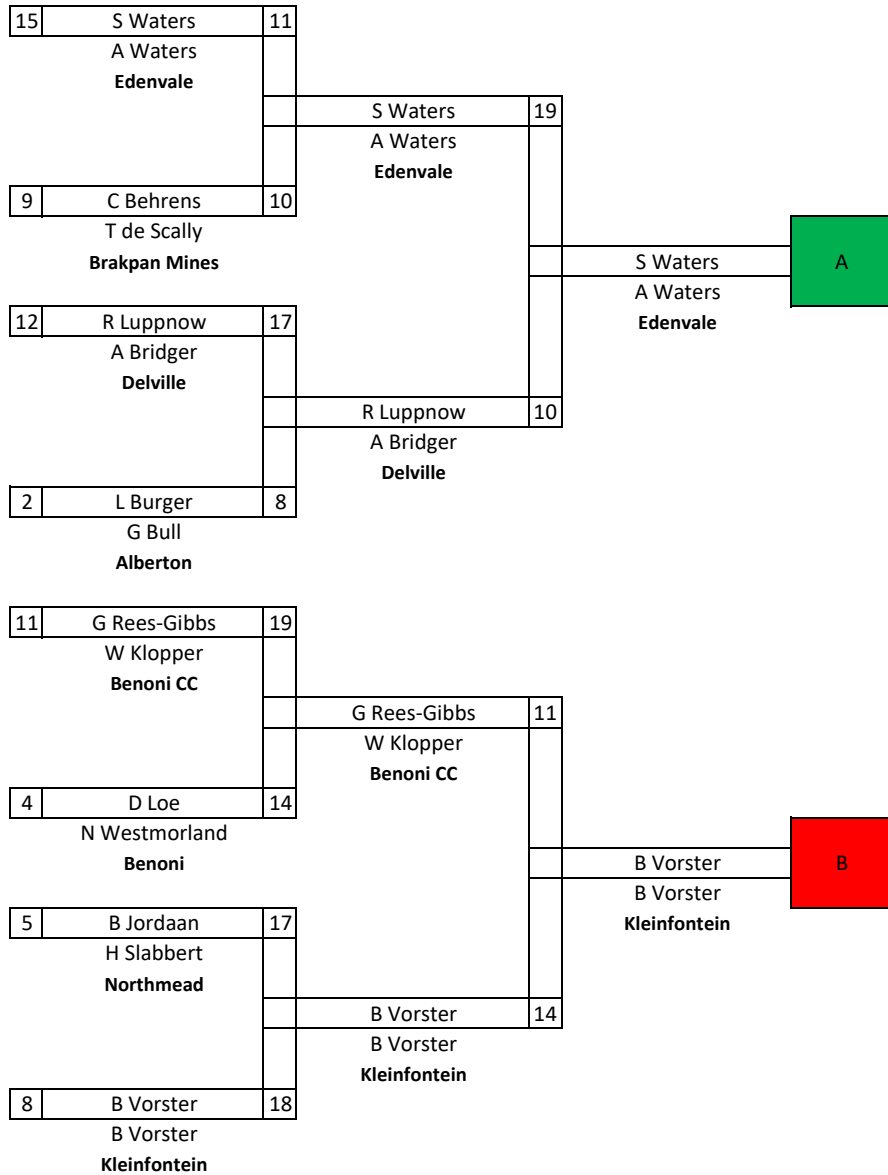 15 S Waters 11
A Waters
Edenvale
S Waters 19
A Waters
Edenvale
9 C Behrens 10
T de Scally
Brakpan Mines
S Waters A
A Waters
Edenvale
12 R Luppnow 17
A Bridger
Delville
R Luppnow 10
A Bridger
Delville
2 L Burger 8
G Bull
Alberton
11 G Rees-Gibbs 19
W Klopper
Benoni CC
G Rees-Gibbs 11
W Klopper
Benoni CC
4 D Loe 14
N Westmorland
Benoni
B Vorster B
B Vorster
Kleinfontein
5 B Jordaan 17
H Slabbert
Northmead
B Vorster 14
B Vorster
Kleinfontein
8 B Vorster 18
B Vorster
Kleinfontein